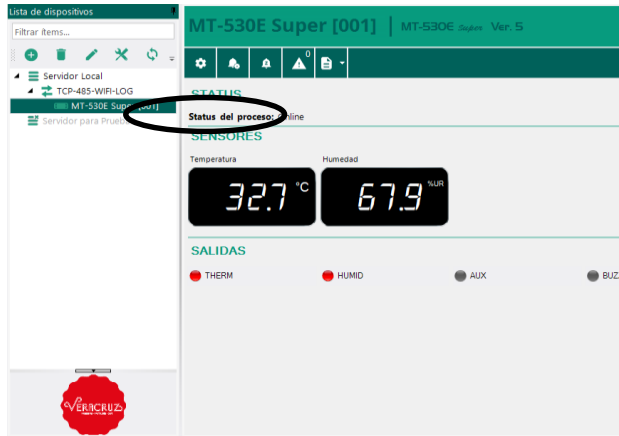 Lista de dispositivos
Filtrar ítems...
Servidor Local
TCP-485-WIFI-LOG
MT-530E Super [001]
Servidor para Prueb
MT-530E Super [001] | MT-530E Super Ver. 5
0
STATUS
Status del proceso: Online
SENSORES
Temperatura Humedad
32.7 °C 67.9 %UR
SALIDAS
THERM HUMID AUX BUZ
VERACRUZ